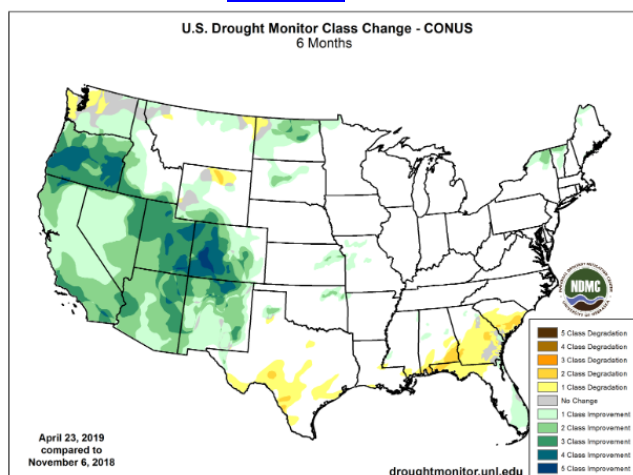 U.S. Drought Monitor Class Change - CONUS
6 Months
NDMC
5 Class Degradation
4 Class Degradation
3 Class Degradation
2 Class Degradation
1 Class Degradation
No Change
1 Class Improvement
2 Class Improvement
3 Class Improvement
4 Class Improvement
5 Class Improvement
April 23, 2019
compared to
November 6, 2018
droughtmonitor.unl.edu